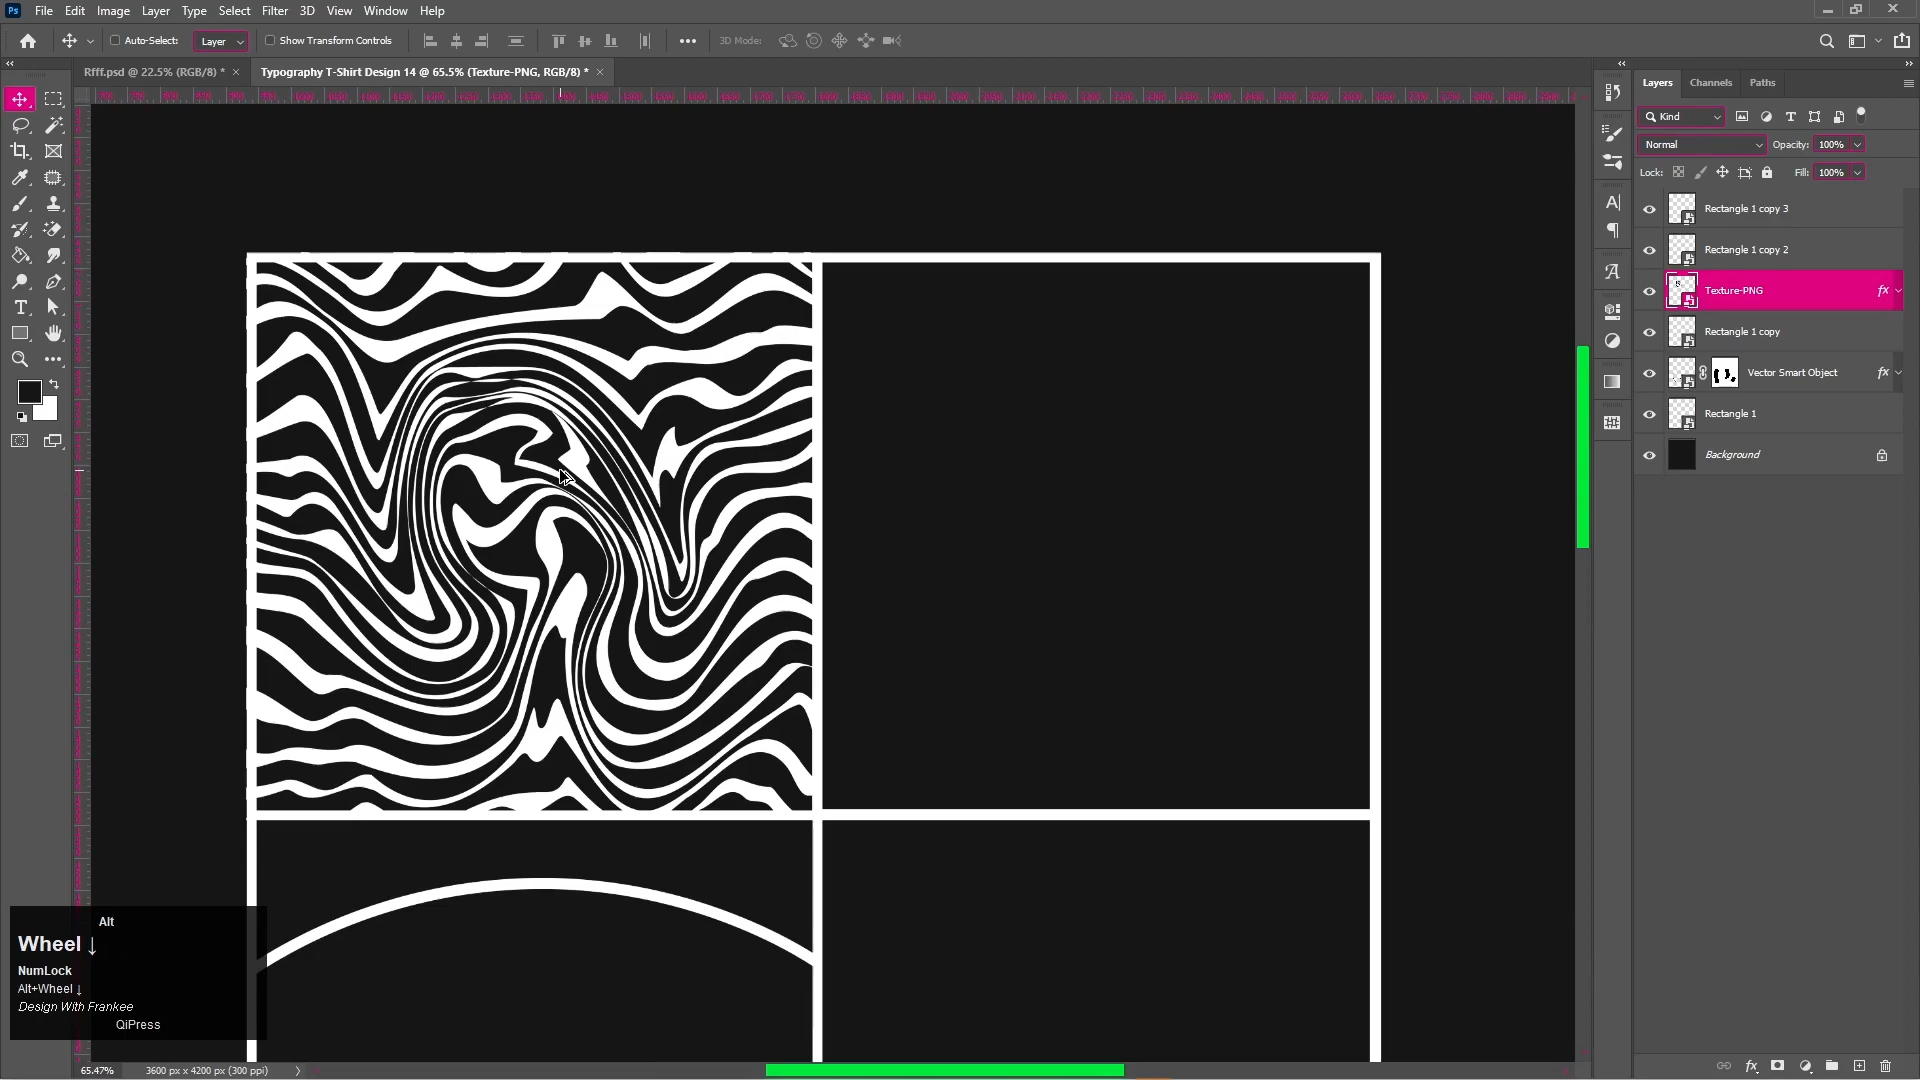 Ps File Edit Image Layer Type Select Filter 3D View Window Help
Auto-Select: Layer Show Transform Controls 3D Mode:
Rfff.psd @ 22.5% (RGB/8) * ×
Typography T-Shirt Design 14 @ 65.5% (Texture-PNG, RGB/8) * ×
Layers Channels Paths
Kind
Normal Opacity: 100%
Lock: Fill: 100%
Rectangle 1 copy 3
Rectangle 1 copy 2
Texture-PNG fx
Rectangle 1 copy
Vector Smart Object fx
Rectangle 1
Background
Alt
Wheel ↓
NumLock
Alt+Wheel ↓
Design With Frankee
QiPress
65.47% 3600 px x 4200 px (300 ppi)